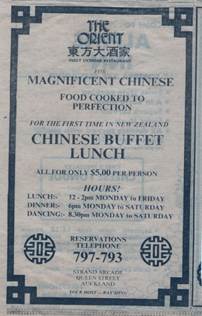 THE
ORIENT
東方大酒家
FOR
MAGNIFICENT CHINESE
FOOD COOKED TO
PERFECTION
FOR THE FIRST TIME IN NEW ZEALAND
CHINESE BUFFET
LUNCH
ALL FOR ONLY $5.00 PER PERSON
HOURS!
LUNCH:- 12 - 2pm MONDAY to FRIDAY
DINNER:- 6pm MONDAY to SATURDAY
DANCING:- 8.30pm MONDAY to SATURDAY
RESERVATIONS
TELEPHONE
797-793
STRAND ARCADE
QUEEN STREET
AUCKLAND
YOUR HOST